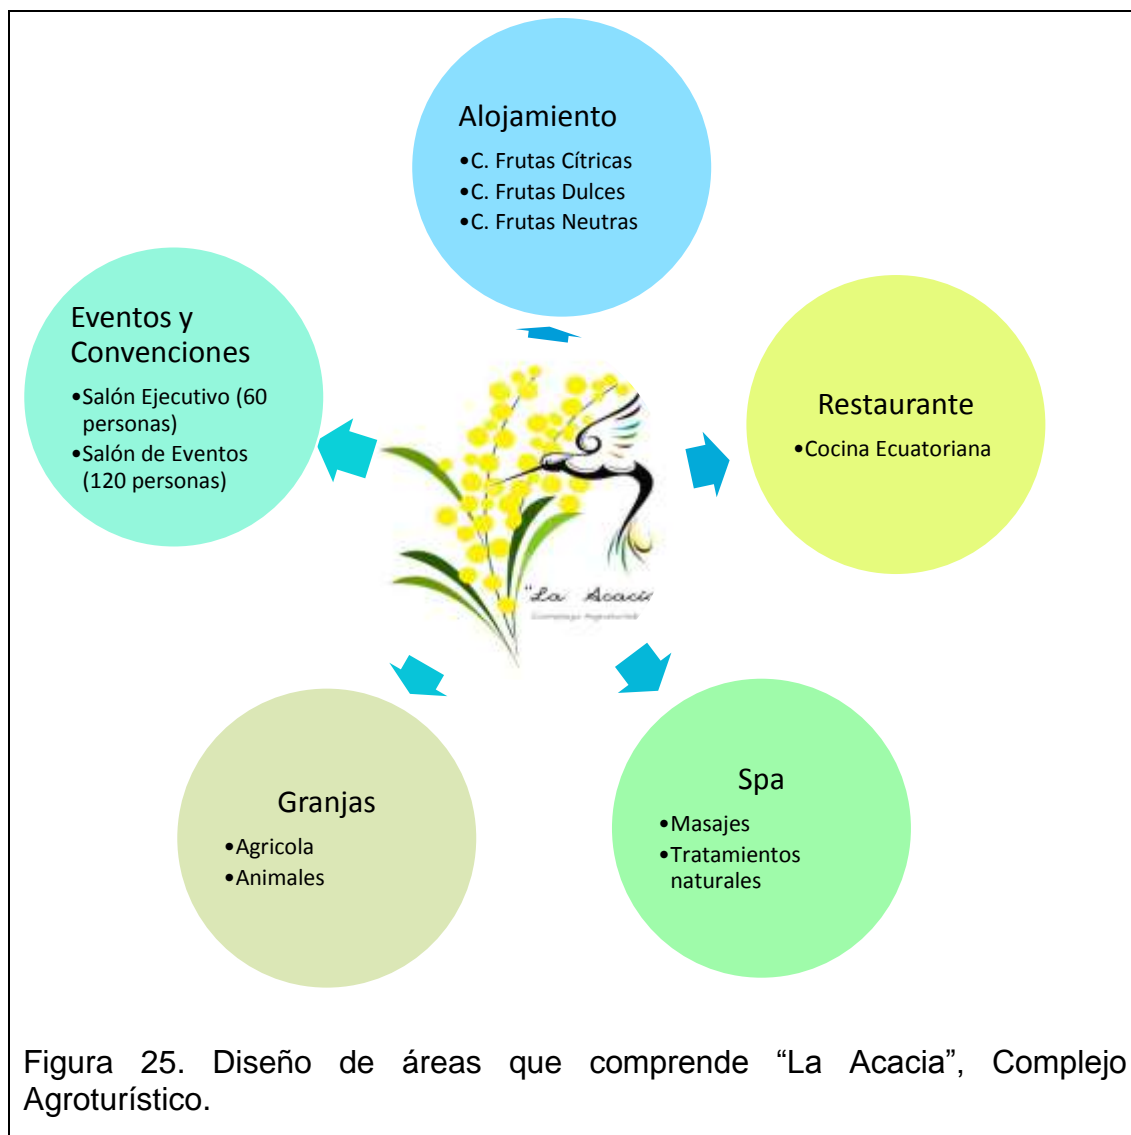 Alojamiento
•C. Frutas Cítricas
•C. Frutas Dulces
•C. Frutas Neutras
Eventos y
Convenciones
•Salón Ejecutivo (60
personas)
•Salón de Eventos
(120 personas)
Restaurante
•Cocina Ecuatoriana
"La Acacia
Granjas
•Agricola
•Animales
Spa
•Masajes
•Tratamientos
naturales
Figura 25. Diseño de áreas que comprende “La Acacia”, Complejo
Agroturístico.